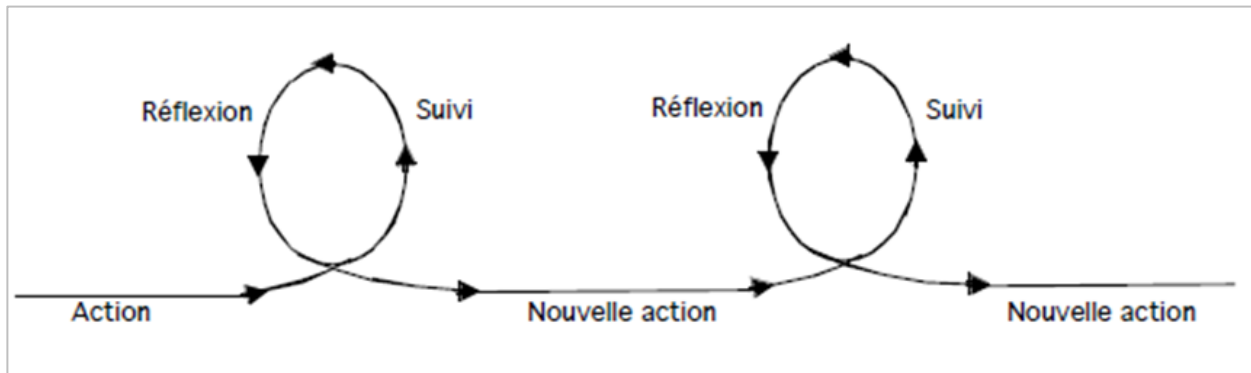 Réflexion
Suivi
Réflexion
Suivi
Action
Nouvelle action
Nouvelle action